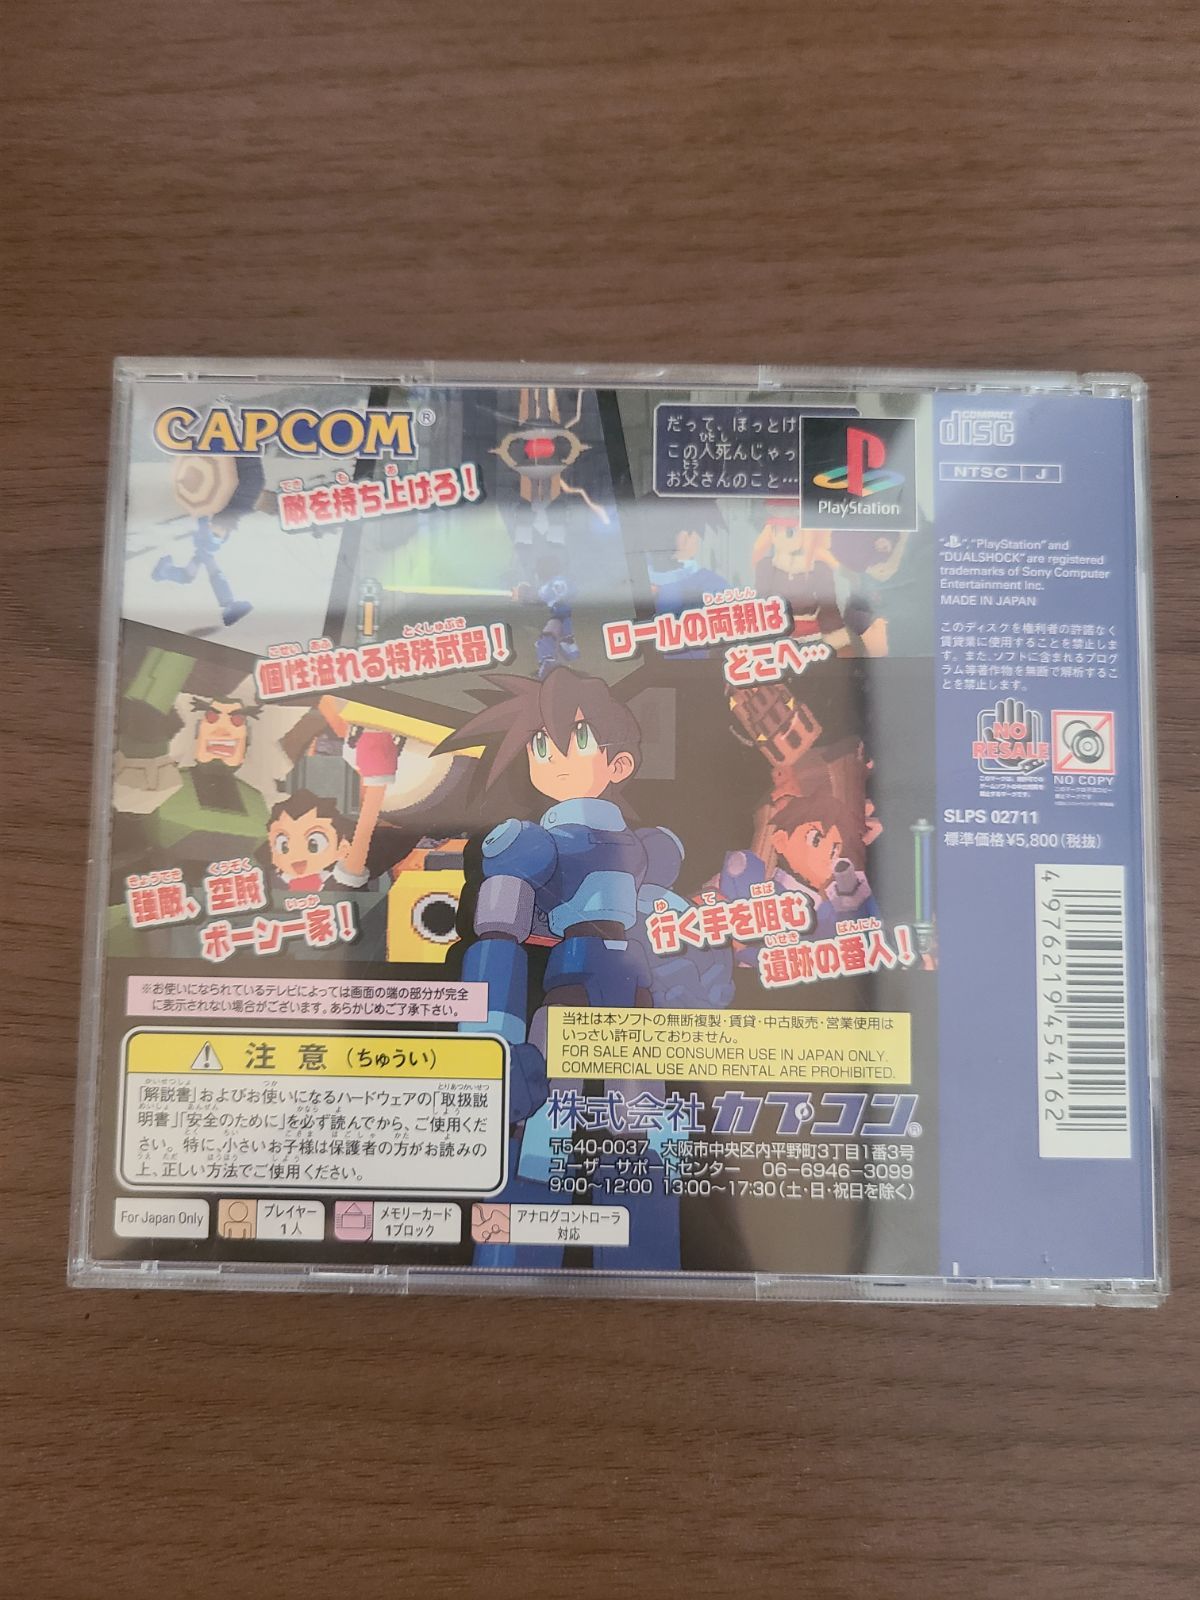 CAPCOM®
敵を持ち上げろ!
だって、ほっとけ
この人死んじゃっ
お父さんのこと…
PlayStation
個性溢れる特殊武器!
ロールの両親は
どこへ…
強敵、空賊
ボーン一家!
行く手を阻む
遺跡の番人!
※お使いになられているテレビによっては画面の端の部分が完全
に表示されない場合がございます。あらかじめご了承下さい。
注意(ちゅうい)
「解説書」およびお使いになるハードウェアの「取扱説
明書」「安全のために」を必ず読んでから、ご使用くだ
さい。特に、小さいお子様は保護者の方がお読みの
上、正しい方法でご使用ください。
For Japan Only
プレイヤー
1人
メモリーカード
1ブロック
アナログコントローラ
対応
当社は本ソフトの無断複製・賃貸・中古販売・営業使用は
いっさい許可しておりません。
FOR SALE AND CONSUMER USE IN JAPAN ONLY.
COMMERCIAL USE AND RENTAL ARE PROHIBITED.
株式会社カプコン®
〒540-0037 大阪市中央区内平野町3丁目1番3号
ユーザーサポートセンター 06-6946-3099
9:00〜12:00 13:00〜17:30(土・日・祝日を除く)
COMPACT
disc
NTSC J
"PlayStation" and
"DUALSHOCK" are registered
trademarks of Sony Computer
Entertainment Inc.
MADE IN JAPAN
このディスクを権利者の許諾なく
賃貸業に使用することを禁止しま
す。また、ソフトに含まれるプログ
ラム等著作物を無断で解析するこ
とを禁止します。
NO
RESALE
NO COPY
SLPS 02711
標準価格¥5,800(税抜)
4 976219 454162